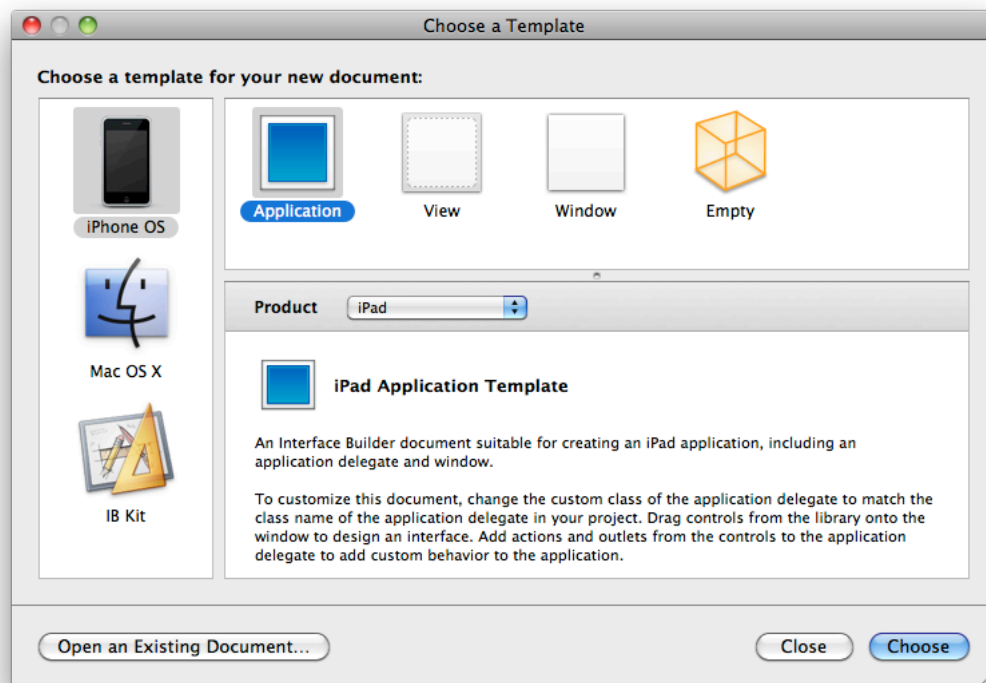 Choose a Template
Choose a template for your new document:
iPhone OS
Mac OS X
IB Kit
Application
View
Window
Empty
Product
iPad
iPad Application Template
An Interface Builder document suitable for creating an iPad application, including an
application delegate and window.
To customize this document, change the custom class of the application delegate to match the
class name of the application delegate in your project. Drag controls from the library onto the
window to design an interface. Add actions and outlets from the controls to the application
delegate to add custom behavior to the application.
Open an Existing Document...
Close
Choose